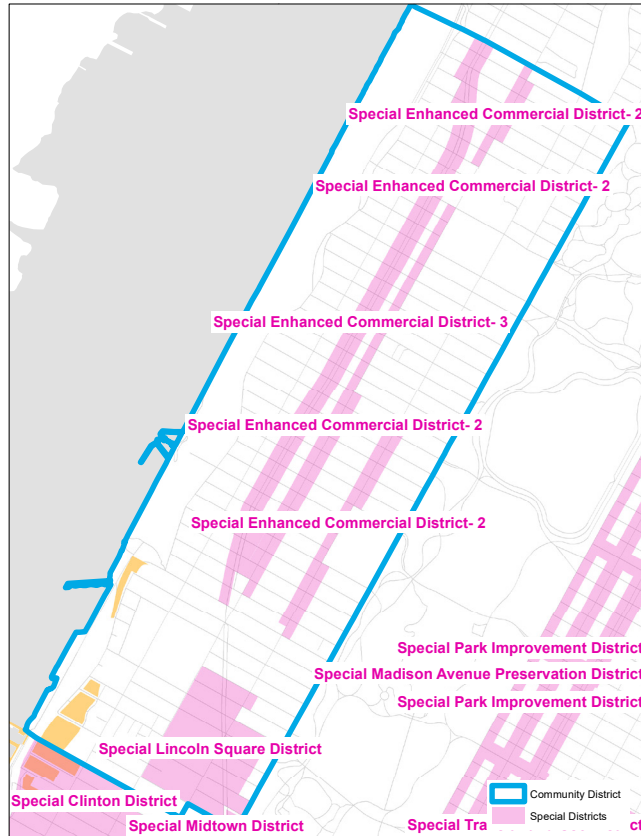 Special Enhanced Commercial District- 2
Special Enhanced Commercial District- 2
Special Enhanced Commercial District- 3
Special Enhanced Commercial District- 2
Special Enhanced Commercial District- 2
Special Park Improvement District
Special Madison Avenue Preservation District
Special Park Improvement District
Special Lincoln Square District
Special Clinton District
Special Midtown District
Special
Community District
Special Districts